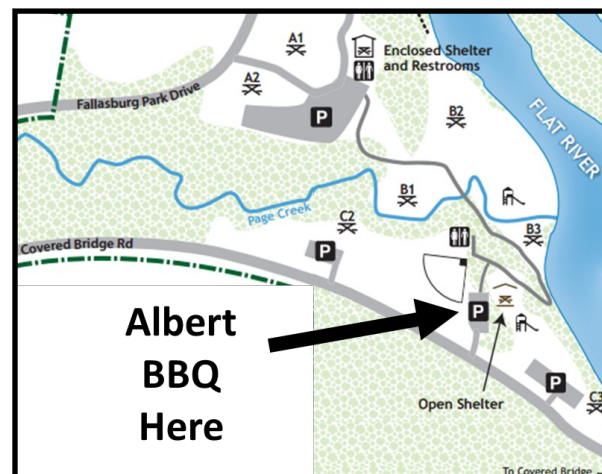 A1
Enclosed Shelter
and Restrooms
A2
Fallasburg Park Drive
P
B2
FLAT RIVER
B1
Page Creek
C2
B3
Covered Bridge Rd
P
P
Albert
BBQ
Here
Open Shelter
P
C3
To Covered Bridge